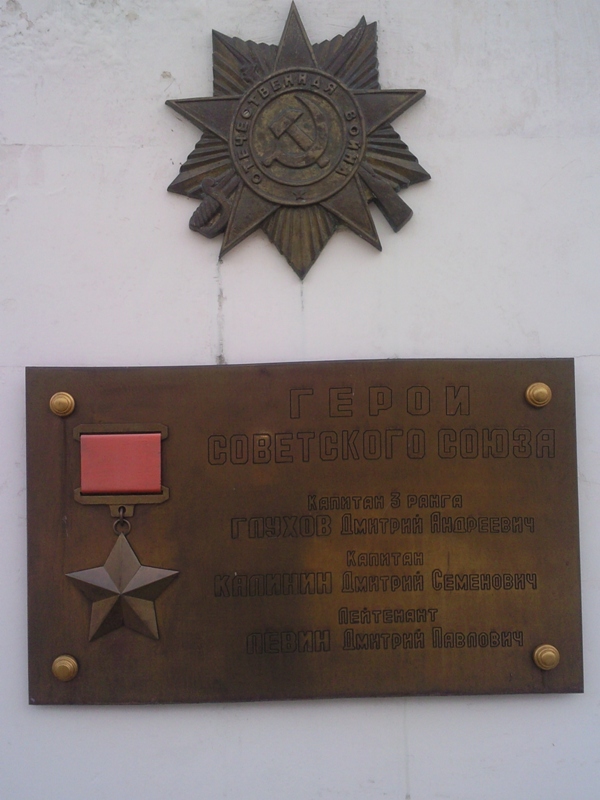 ОТЕЧЕСТВЕННАЯ ВОЙНА
ГЕРОИ
СОВЕТСКОГО СОЮЗА
КАПИТАН 3 РАНГА
ГЛУХОВ ДМИТРИЙ АНДРЕЕВИЧ
КАПИТАН
КАЛИНИН ДМИТРИЙ СЕМЕНОВИЧ
ЛЕЙТЕНАНТ
ЛЕВИН ДМИТРИЙ ПАВЛОВИЧ